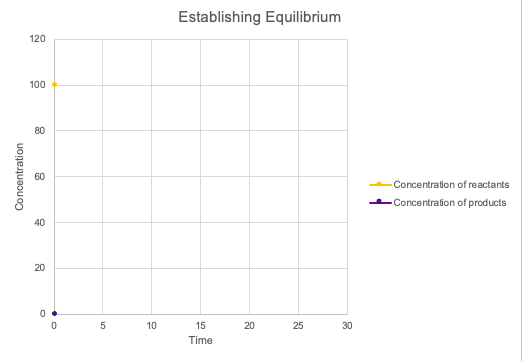 Establishing Equilibrium
120
100
80
60
40
20
0
Concentration
0 5 10 15 20 25 30
Time
Concentration of reactants
Concentration of products